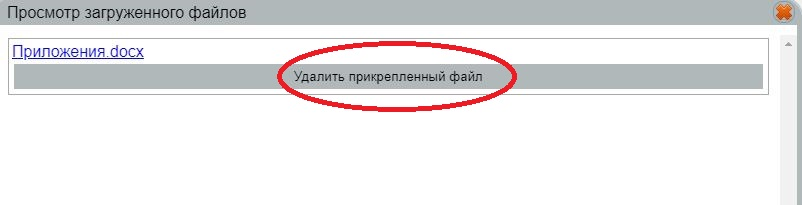 Просмотр загруженного файлов
Приложения.docx
Удалить прикрепленный файл